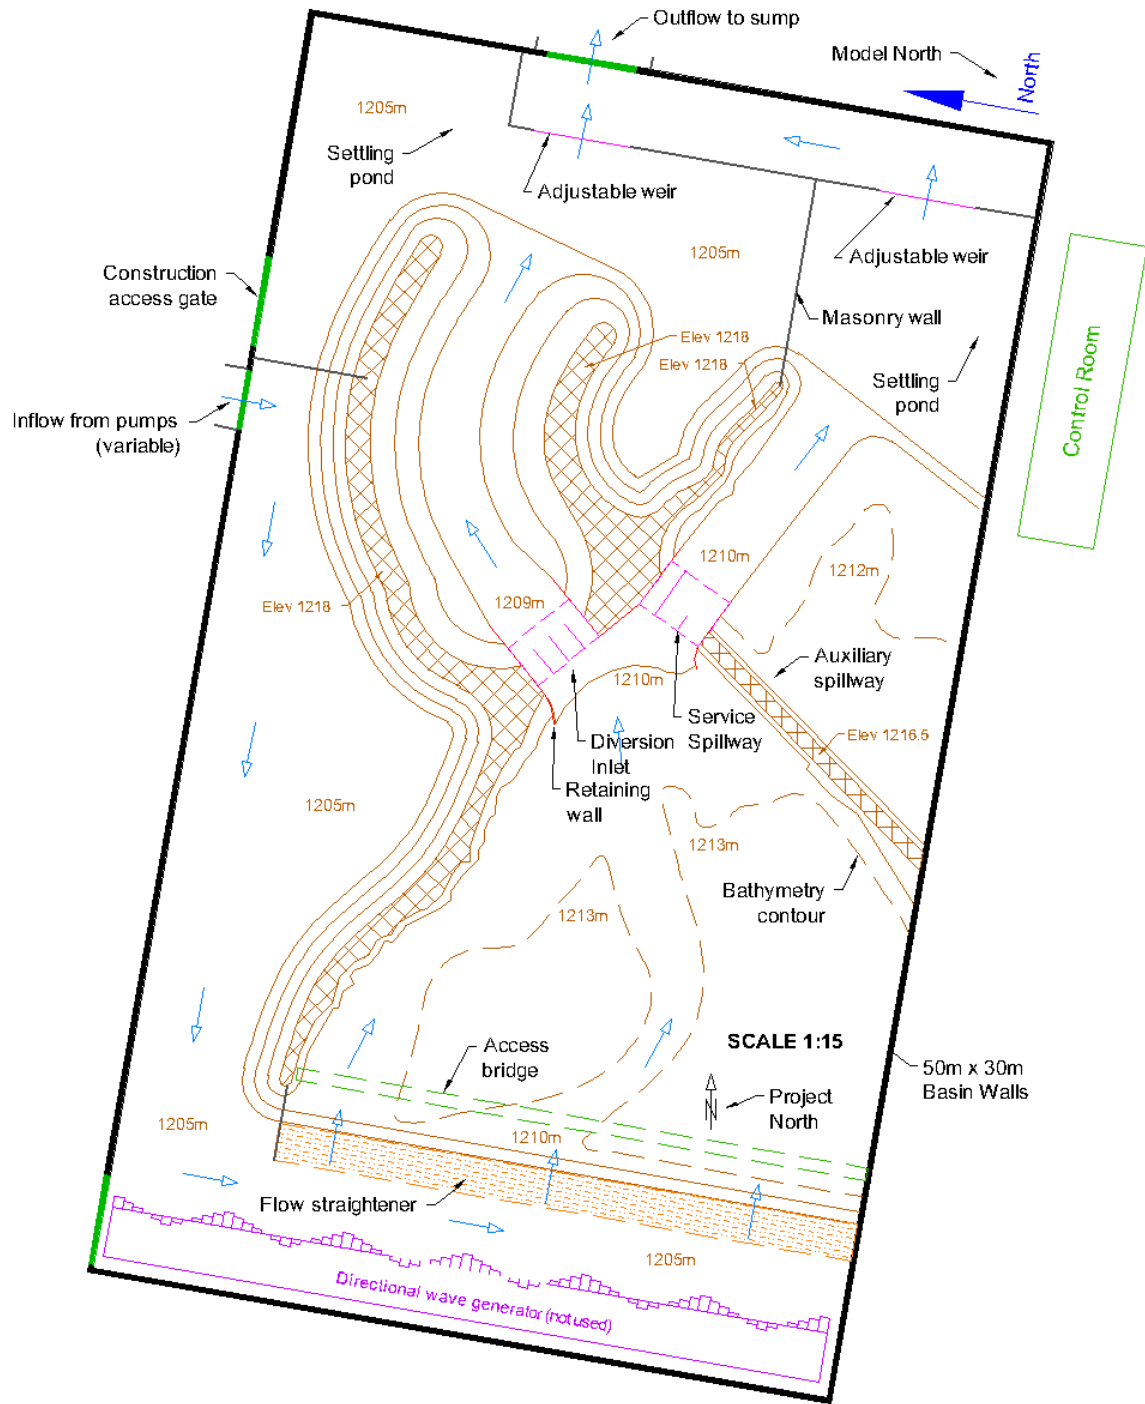 Outflow to sump
Model North
North
1205m
Settling
pond
Adjustable weir
1205m
Adjustable weir
Construction
access gate
Masonry wall
Elev 1218
Elev 1218
Settling
pond
Control Room
Inflow from pumps
(variable)
1210m
1212m
Elev 1218
1209m
1210m
Auxiliary
spillway
Service
Spillway
Elev 1216.5
Diversion
Inlet
Retaining
wall
1205m
1213m
Bathymetry
contour
1213m
SCALE 1:15
Access
bridge
50m x 30m
Basin Walls
N
Project
North
1205m
1210m
Flow straightener
1205m
Directional wave generator (not used)